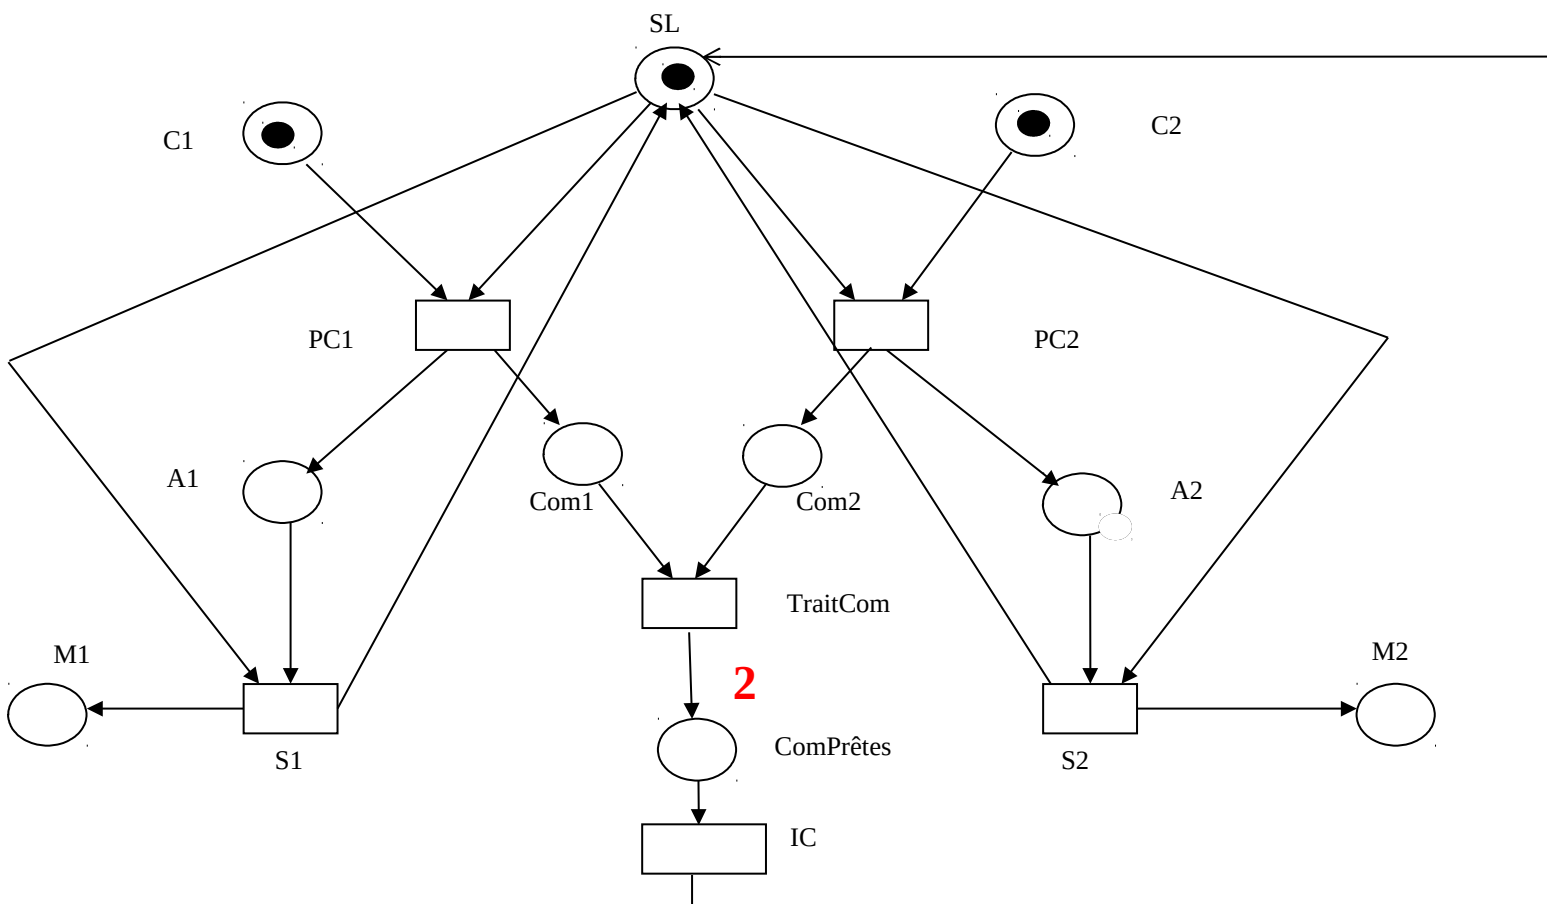 SL
C1
C2
PC1
PC2
A1
Com1
Com2
A2
TraitCom
M1
M2
2
S1
ComPrêtes
S2
IC